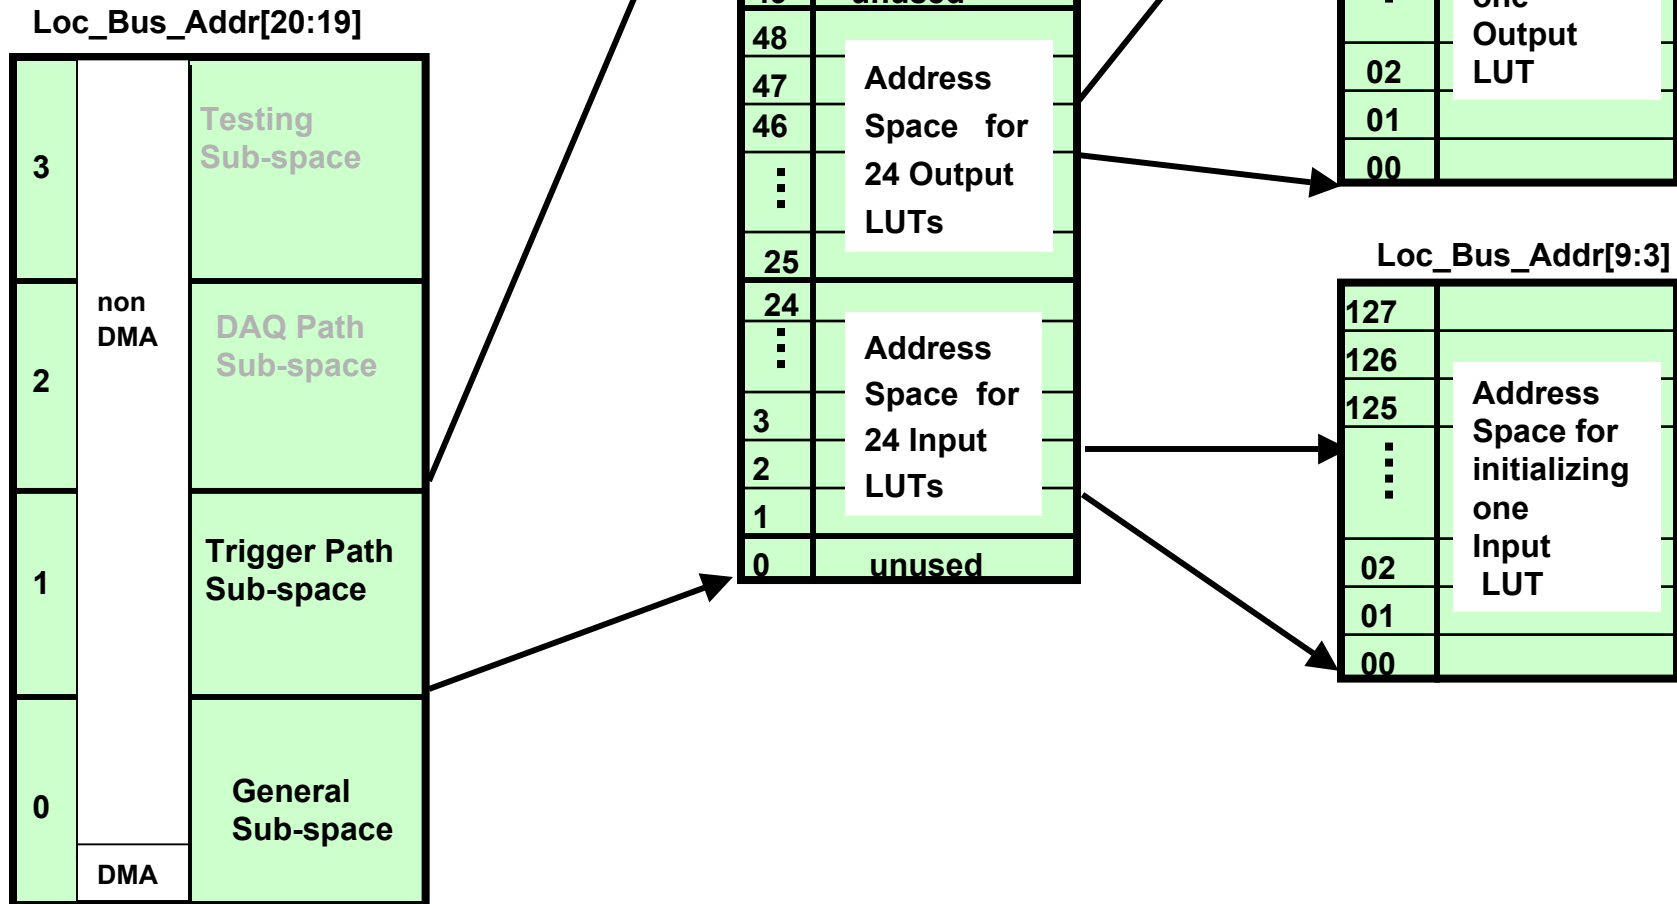 Loc_Bus_Addr[20:19]
3
Testing
Sub-space
2
non
DMA
DAQ Path
Sub-space
1
Trigger Path
Sub-space
0
General
Sub-space
DMA
49 unused
48
47
46
Address
Space for
24 Output
LUTs
25
24
3
2
1
Address
Space for
24 Input
LUTs
0 unused
one
Output
LUT
02
01
00
Loc_Bus_Addr[9:3]
127
126
125
Address
Space for
initializing
one
Input
LUT
02
01
00